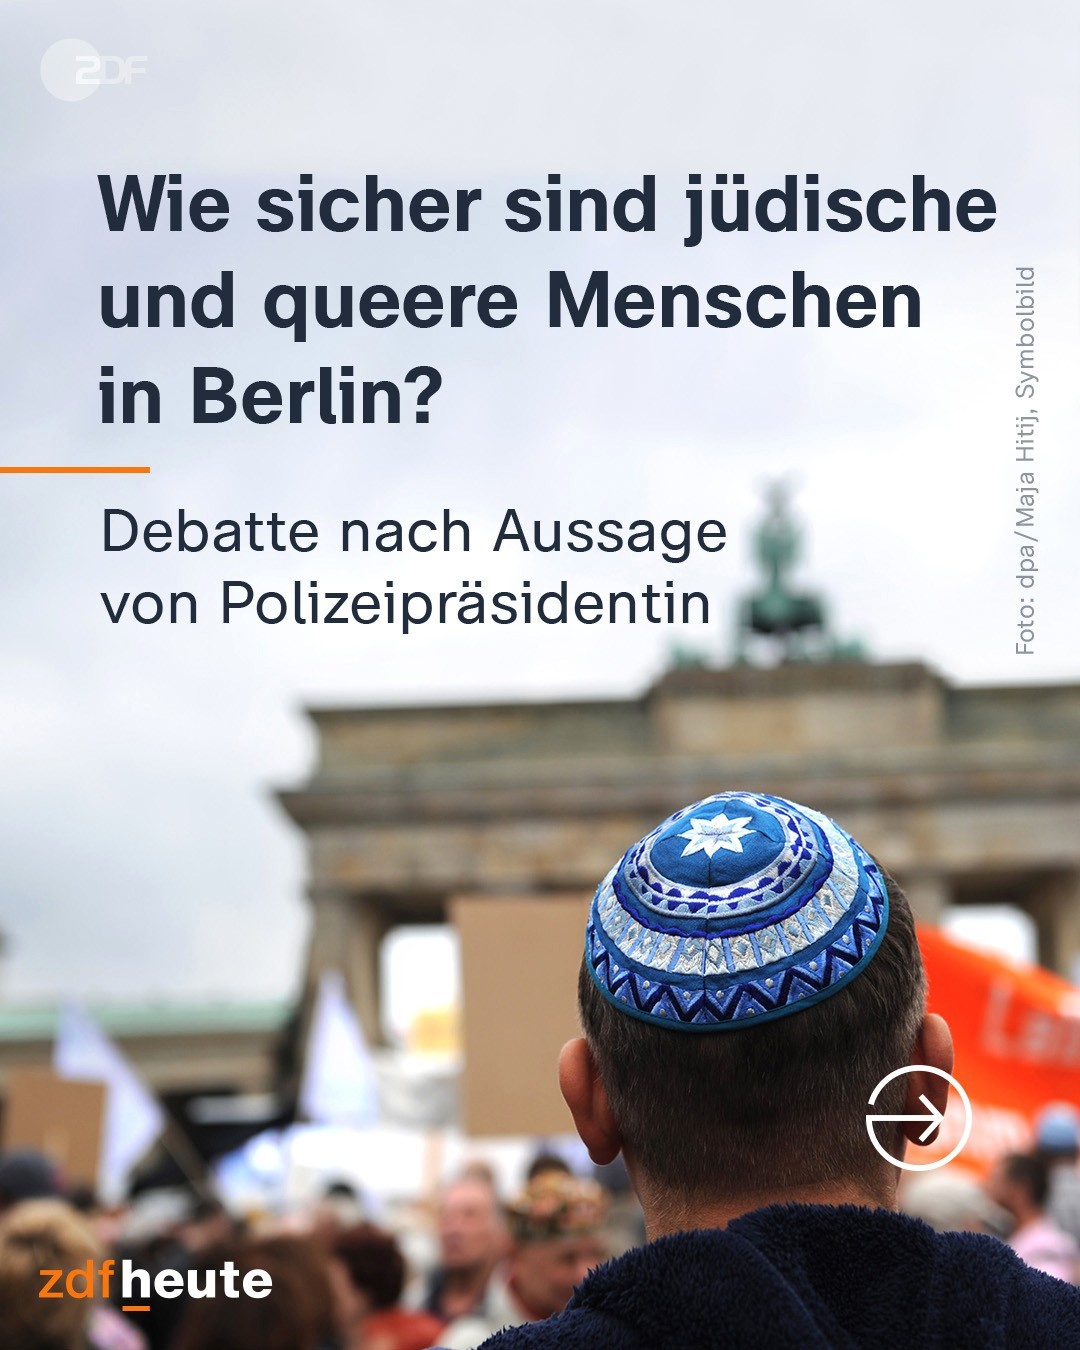 ZDF
Wie sicher sind jüdische
und queere Menschen
in Berlin?
Debatte nach Aussage
von Polizeipräsidentin
Foto: dpa/Maja Hitij, Symbolbild
zdfheute